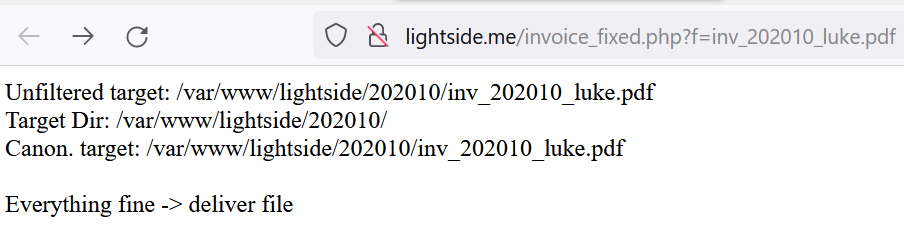 lightside.me/invoice_fixed.php?f=inv_202010_luke.pdf
Unfiltered target: /var/www/lightside/202010/inv_202010_luke.pdf
Target Dir: /var/www/lightside/202010/
Canon. target: /var/www/lightside/202010/inv_202010_luke.pdf
Everything fine -> deliver file